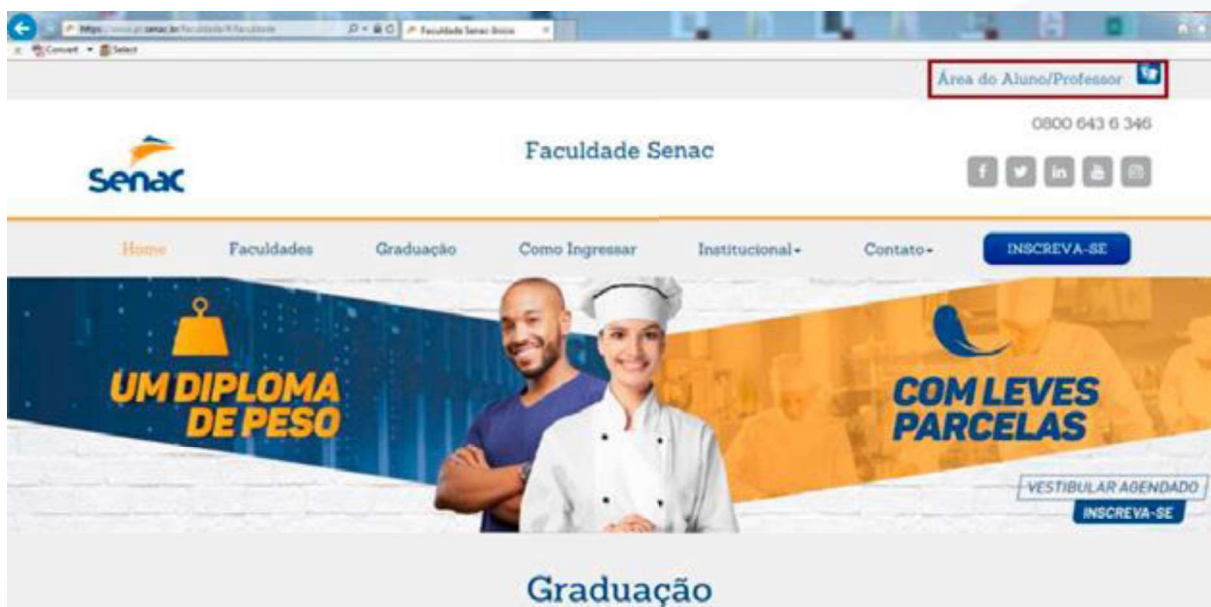 Faculdade Senac
Convert Select
Área do Aluno/Professor
0800 643 6 346
Senac
Faculdade Senac
Home Faculdades Graduação Como Ingressar Institucional Contato INSCREVA-SE
UM DIPLOMA
DE PESO
COM LEVES
PARCELAS
VESTIBULAR AGENDADO
INSCREVA-SE
Graduação